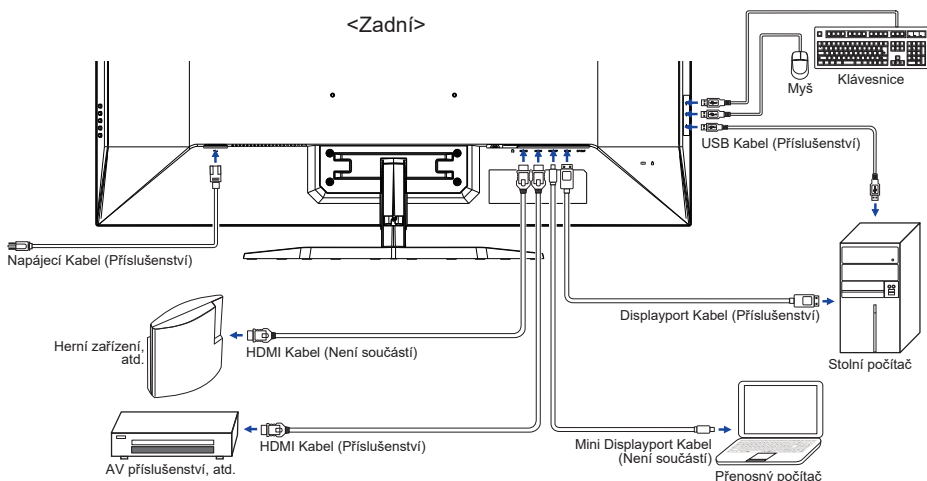 <Zadní>
Klávesnice
Myš
USB Kabel (Příslušenství)
Napájecí Kabel (Příslušenství)
Displayport Kabel (Příslušenství)
Herní zařízení,
atd.
HDMI Kabel (Není součástí)
Stolní počítač
HDMI Kabel (Příslušenství)
Mini Displayport Kabel
(Není součástí)
AV příslušenství, atd.
Přenosný počítač